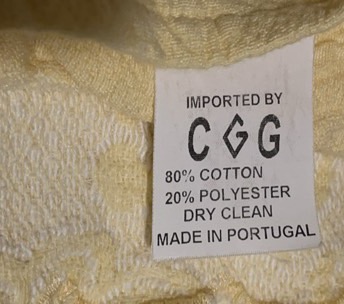 IMPORTED BY
CGG
80% COTTON
20% POLYESTER
DRY CLEAN
MADE IN PORTUGAL